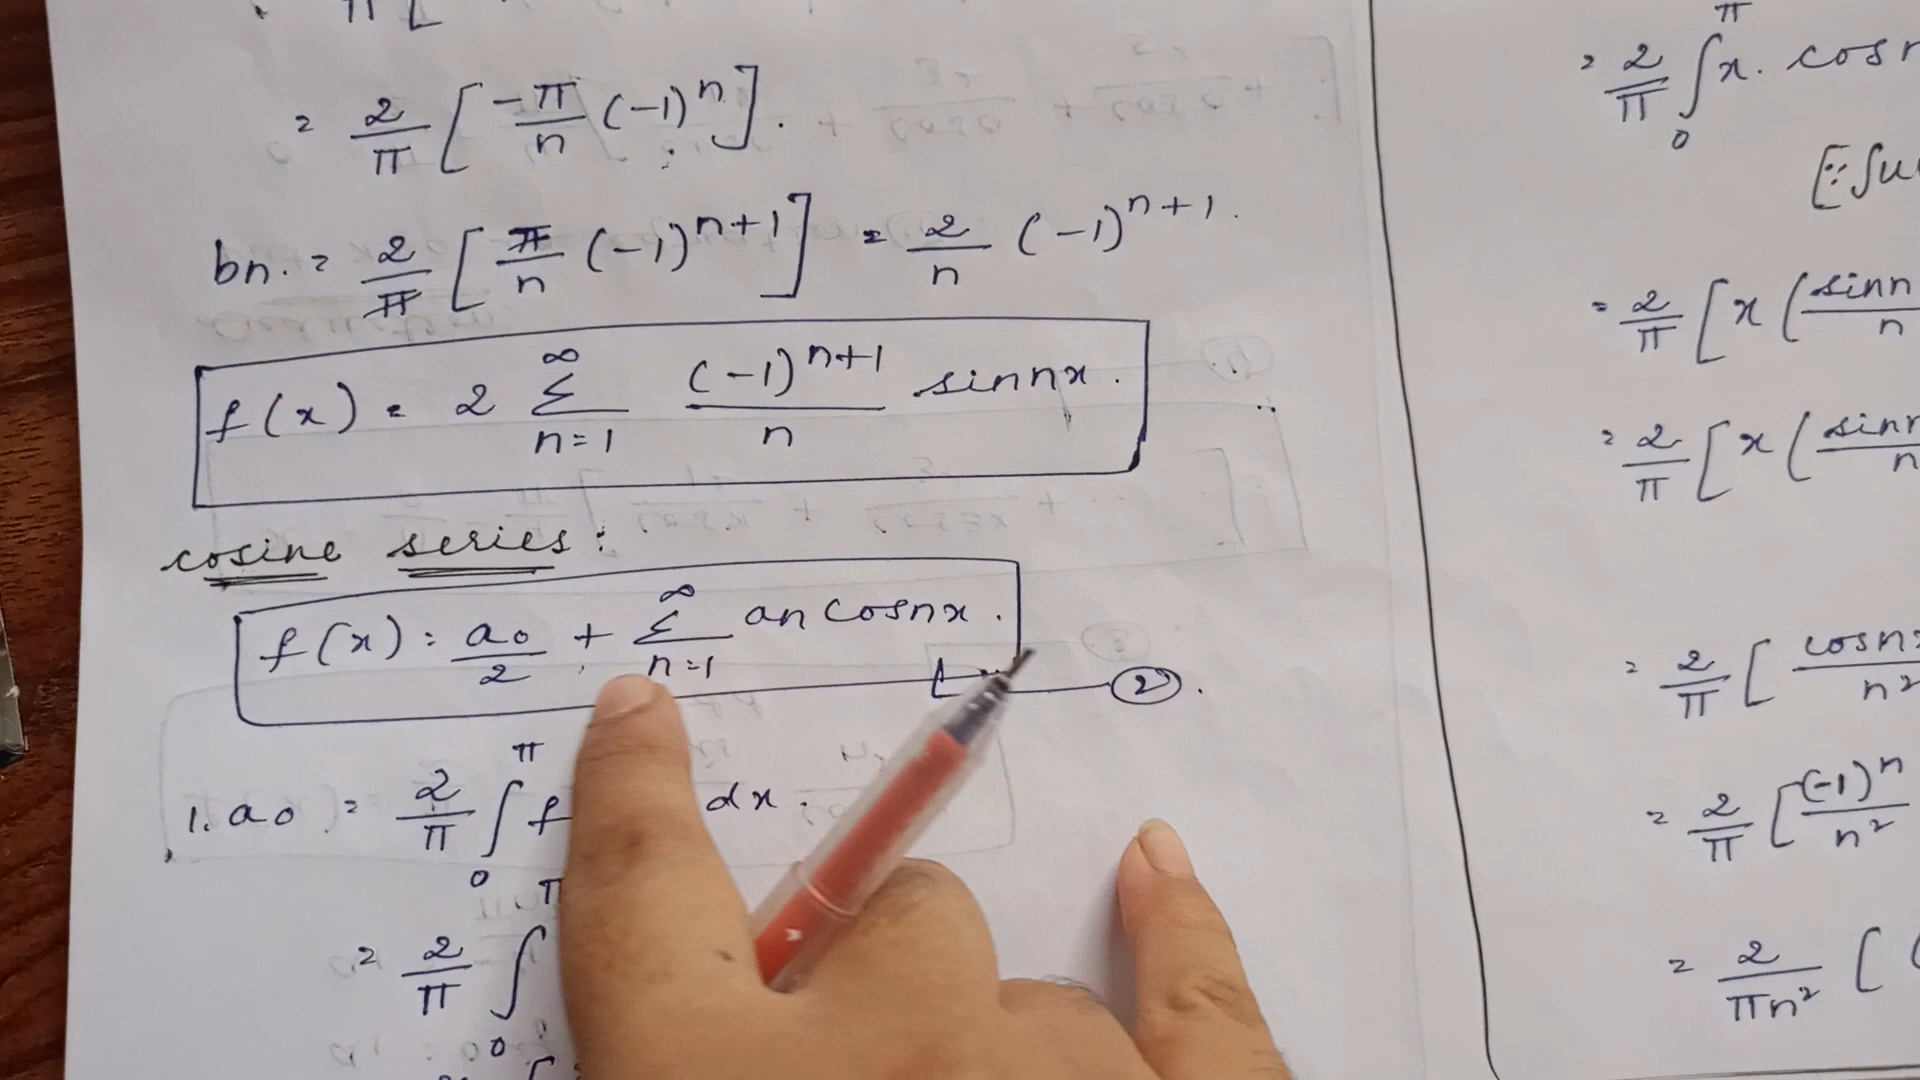 = 2/π [ -π/n (-1)^n ].
bn. = 2/π [ π/n (-1)^{n+1} ] = 2/n (-1)^{n+1}.
f(x) = 2 ∑_{n=1}^{∞} (-1)^{n+1}/n sinnx.
cosine series:
f(x) = a0/2 + ∑_{n=1}^{∞} an cosnx.
②.
1. a0 = 2/π ∫_0^π f dx.
= 2/π ∫_0^π
= 2/π ∫_0^π x. cos
[∵ ∫u
= 2/π [ x ( sinn / n
= 2/π [ x ( sin / n
= 2/π [ cosn / n²
= 2/π [ (-1)^n / n²
= 2/πn² [ (